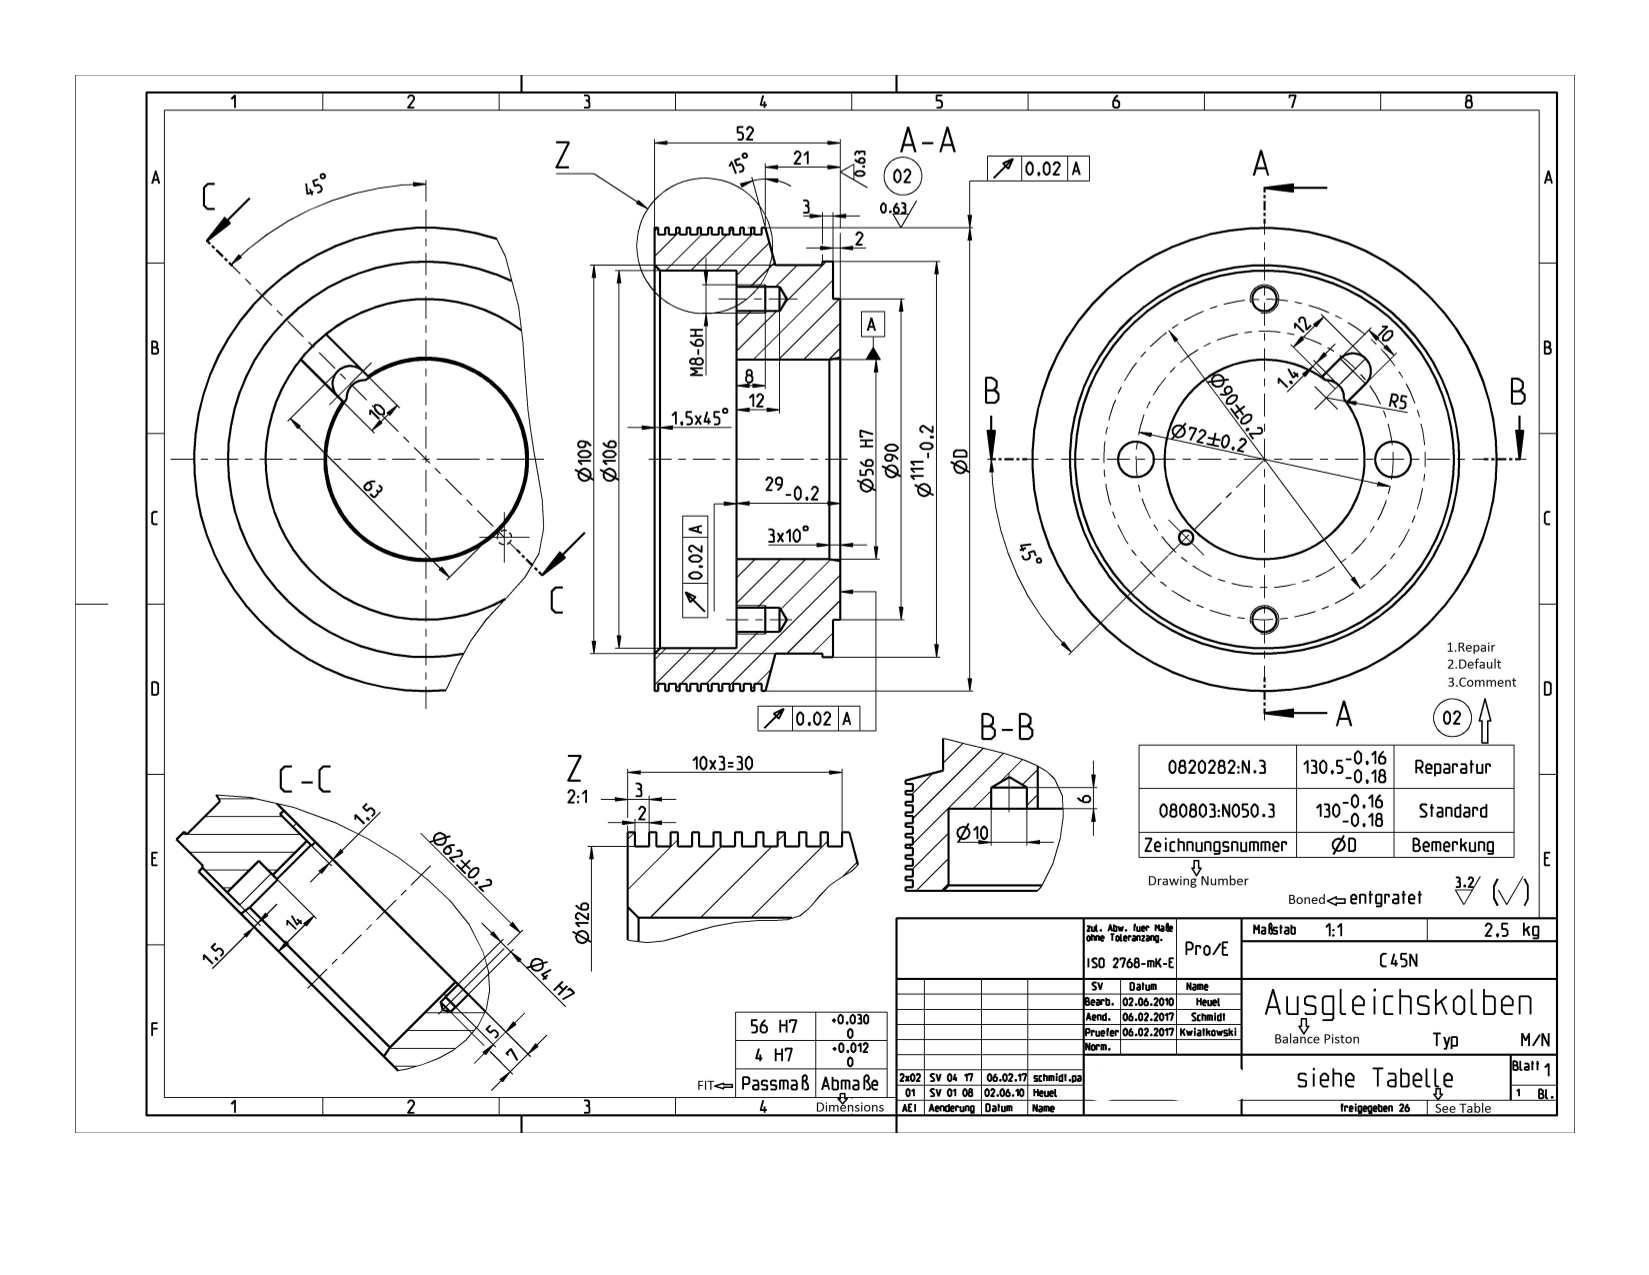 1 2 3 4 5 6 7 8
A
B
C
D
E
F
A
B
C
D
E
C
45°
10
63
C
Z
52
A-A
15°
21
0.63
02
0.63
3
2
0.02 A
M8-6H
A
8
12
1.5x45°
Ø109
Ø106
Ø56 H7
Ø90
Ø111-0.2
ØD
29-0.2
3x10°
0.02 A
0.02 A
A
B
B
12
10
1.4
R5
Ø90±0.2
Ø72±0.2
45°
A
1.Repair
2.Default
3.Comment
02
C-C
1.5
Ø62±0.2
14
1.5
Ø4 H7
5
7
Z
2:1
10x3=30
3
2
Ø126
B-B
6
Ø10
0820282:N.3 130.5-0.16 -0.18 Reparatur
080803:N050.3 130-0.16 -0.18 Standard
Zeichnungsnummer ØD Bemerkung
Drawing Number
Boned entgratet 3.2
56 H7 +0.030 0
4 H7 +0.012 0
FIT Passmaß Abmaße
Dimensions
zul. Abw. fuer Maße
ohne Toleranzang.
ISO 2768-mK-E
Pro/E
Maßstab 1:1 2.5 kg
C45N
SV Datum Name
Bearb. 02.06.2010 Heuel
Aend. 06.02.2017 Schmidt
Pruefer 06.02.2017 Kwiatkowski
Norm.
Ausgleichskolben
Balance Piston
Typ M/N
siehe Tabelle
Blatt 1
1 Bl.
2x02 SV 04 17 06.02.17 schmidt.pa
01 SV 01 08 02.06.10 Heuel
AEI Aenderung Datum Name
freigegeben 26 See Table
1 2 3 4